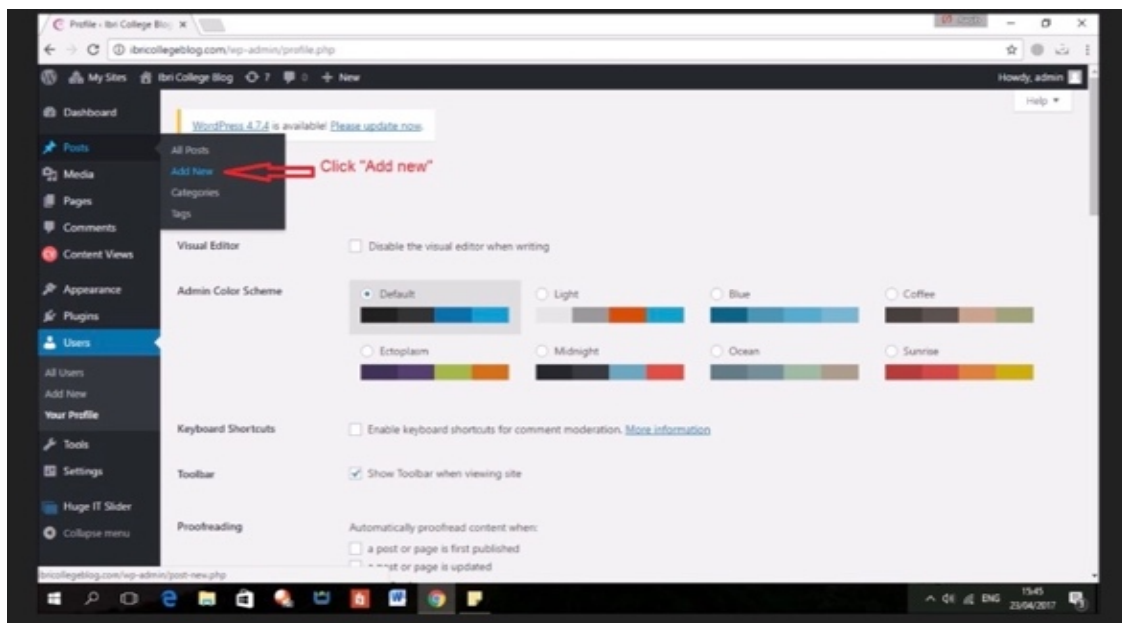 Profile ‹ Ibri College Blog
ibricollegeblog.com/wp-admin/profile.php
My Sites Ibri College Blog 7 0 + New Howdy, admin
Help
Dashboard
WordPress 4.7.4 is available! Please update now.
Posts
All Posts
Add New
Click "Add new"
Categories
Tags
Media
Pages
Comments
Content Views
Appearance
Plugins
Users
All Users
Add New
Your Profile
Tools
Settings
Huge IT Slider
Collapse menu
Visual Editor Disable the visual editor when writing
Admin Color Scheme
Default Light Blue Coffee
Ectoplasm Midnight Ocean Sunrise
Keyboard Shortcuts Enable keyboard shortcuts for comment moderation. More information
Toolbar Show Toolbar when viewing site
Proofreading Automatically proofread content when:
a post or page is first published
a post or page is updated
ibricollegeblog.com/wp-admin/post-new.php
ENG 15:45
23/04/2017